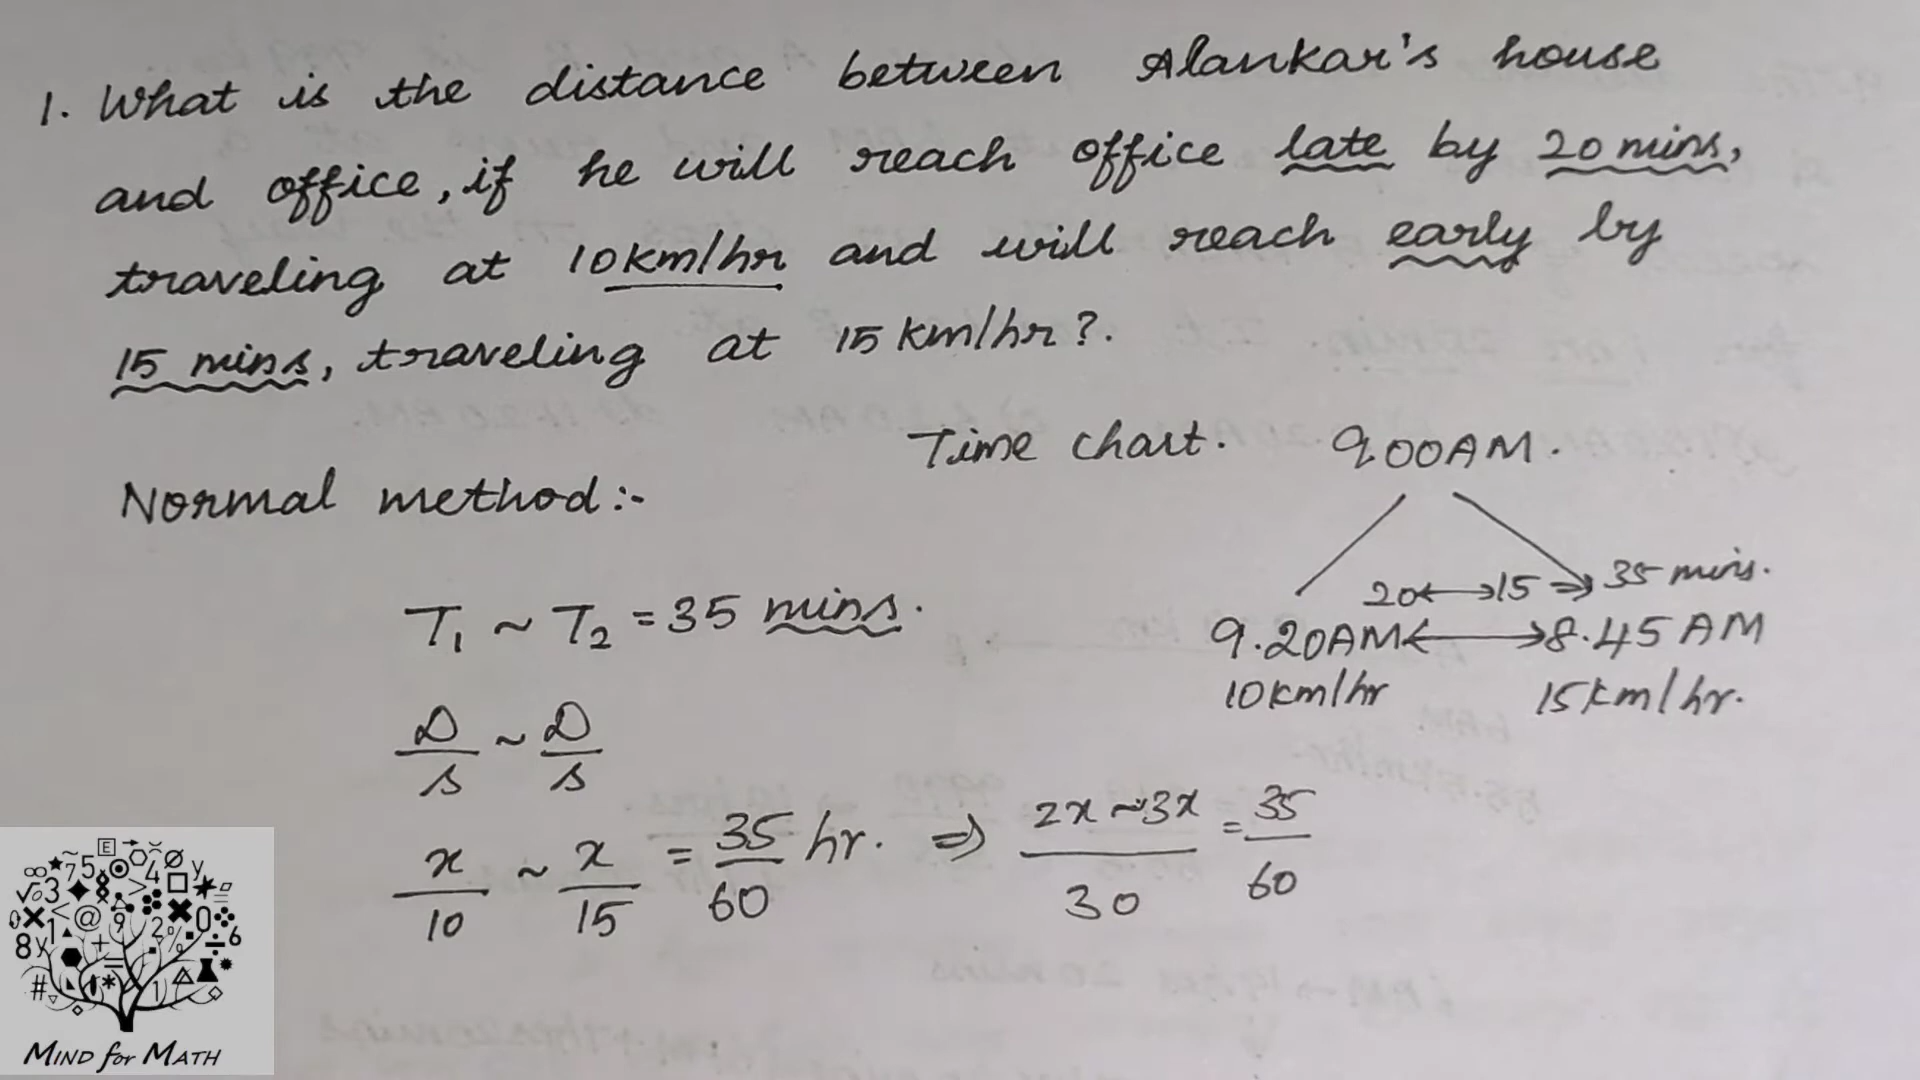 1. What is the distance between Alankar's house
and office, if he will reach office late by 20 mins,
traveling at 10km/hr and will reach early by
15 mins, traveling at 15 km/hr?.
Time chart. 9.00AM.
Normal method:-
20 ↔ 15 ⇒ 35 mins.
T₁ ~ T₂ = 35 mins.
9.20AM ↔ 8.45 AM
10km/hr 15km/hr.
D/s ~ D/s
x/10 ~ x/15 = 35/60 hr. ⇒ 2x ~ 3x/30 = 35/60
MIND for MATH